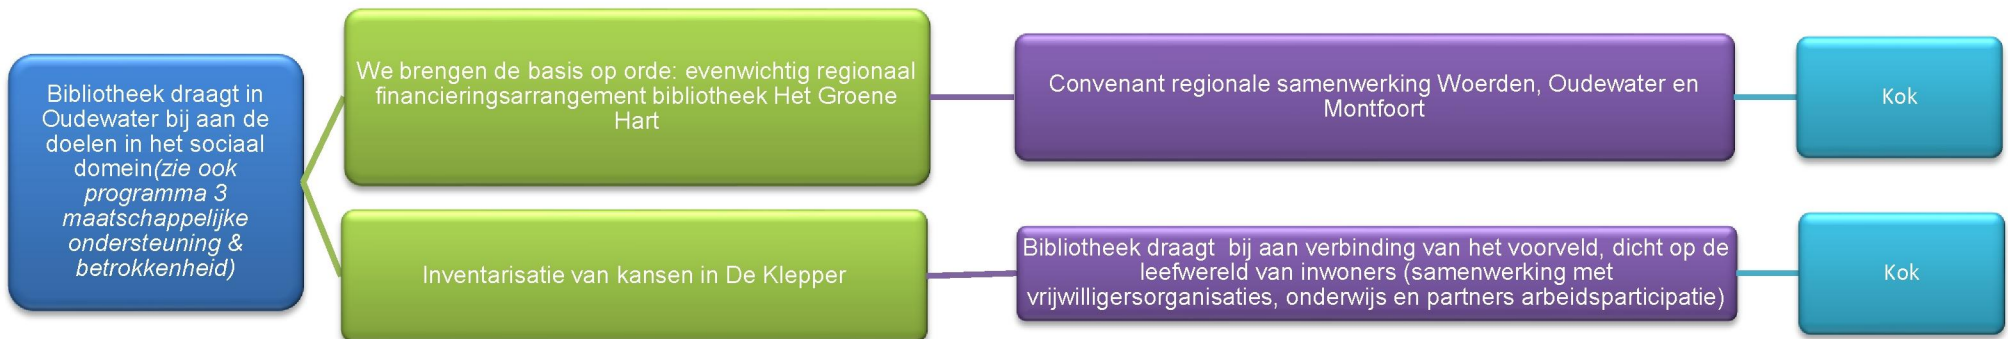 Bibliotheek draagt in
Oudewater bij aan de
doelen in het sociaal
domein(zie ook
programma 3
maatschappelijke
ondersteuning &
betrokkenheid)
We brengen de basis op orde: evenwichtig regionaal
financieringsarrangement bibliotheek Het Groene
Hart
Convenant regionale samenwerking Woerden, Oudewater en
Montfoort
Kok
Inventarisatie van kansen in De Klepper
Bibliotheek draagt  bij aan verbinding van het voorveld, dicht op de
leefwereld van inwoners (samenwerking met
vrijwilligersorganisaties, onderwijs en partners arbeidsparticipatie)
Kok